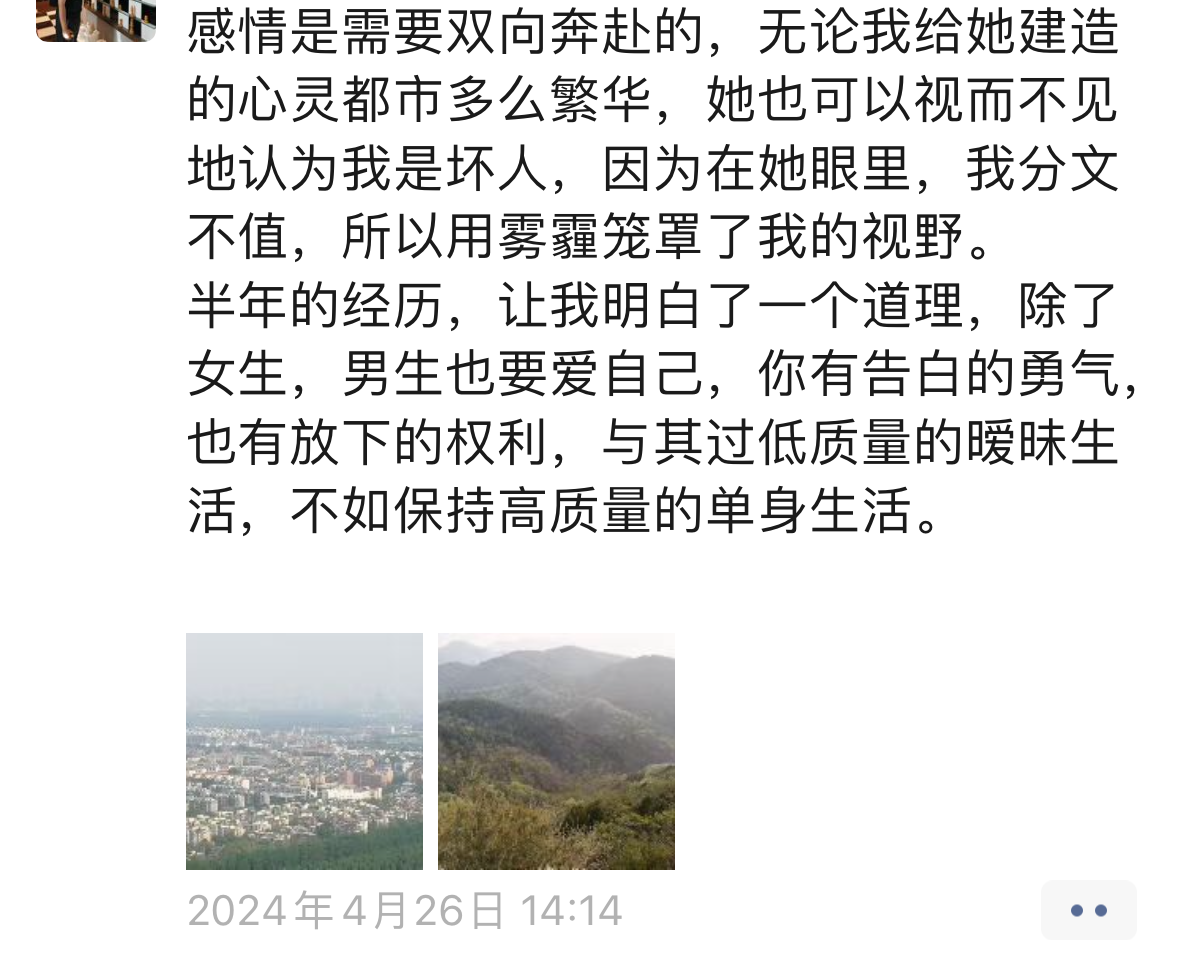 感情是需要双向奔赴的，无论我给她建造
的心灵都市多么繁华，她也可以视而不见
地认为我是坏人，因为在她眼里，我分文
不值，所以用雾霾笼罩了我的视野。
半年的经历，让我明白了一个道理，除了
女生，男生也要爱自己，你有告白的勇气，
也有放下的权利，与其过低质量的暧昧生
活，不如保持高质量的单身生活。
2024年4月26日 14:14